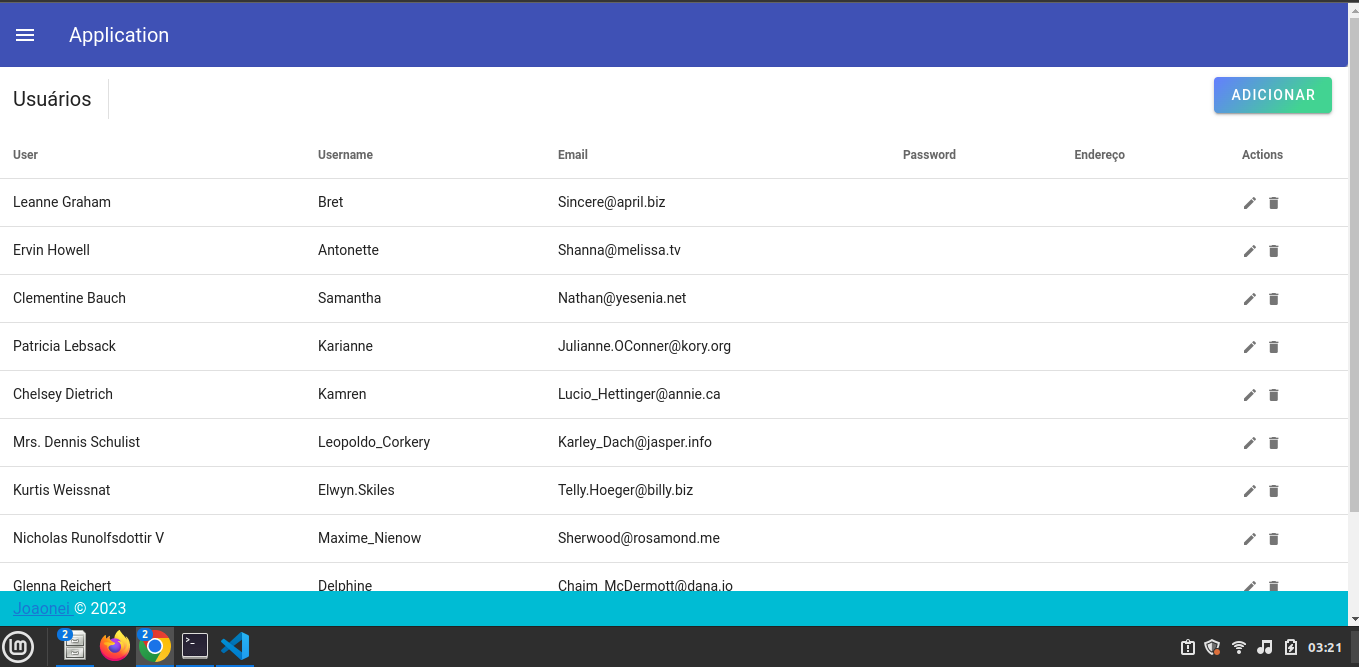 Application
Usuários
ADICIONAR
User Username Email Password Endereço Actions
Leanne Graham Bret Sincere@april.biz
Ervin Howell Antonette Shanna@melissa.tv
Clementine Bauch Samantha Nathan@yesenia.net
Patricia Lebsack Karianne Julianne.OConner@kory.org
Chelsey Dietrich Kamren Lucio_Hettinger@annie.ca
Mrs. Dennis Schulist Leopoldo_Corkery Karley_Dach@jasper.info
Kurtis Weissnat Elwyn.Skiles Telly.Hoeger@billy.biz
Nicholas Runolfsdottir V Maxime_Nienow Sherwood@rosamond.me
Glenna Reichert Delphine Chaim_McDermott@dana.io
Joaonei © 2023
2 2 03:21